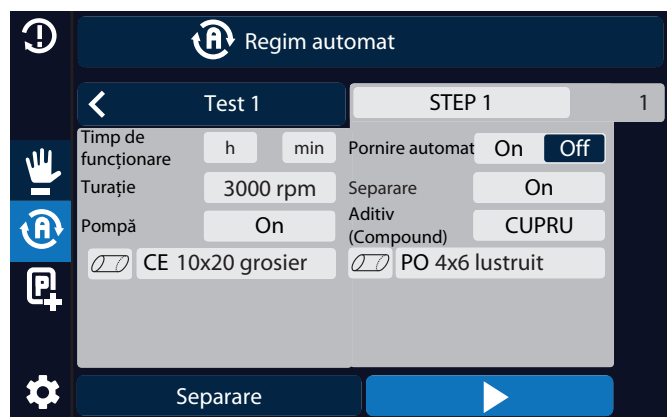 Regim automat
Test 1
STEP 1
1
Timp de
funcționare
h
min
Pornire automat
On
Off
Turație
3000 rpm
Separare
On
Pompă
On
Aditiv
(Compound)
CUPRU
CE 10x20 grosier
PO 4x6 lustruit
Separare